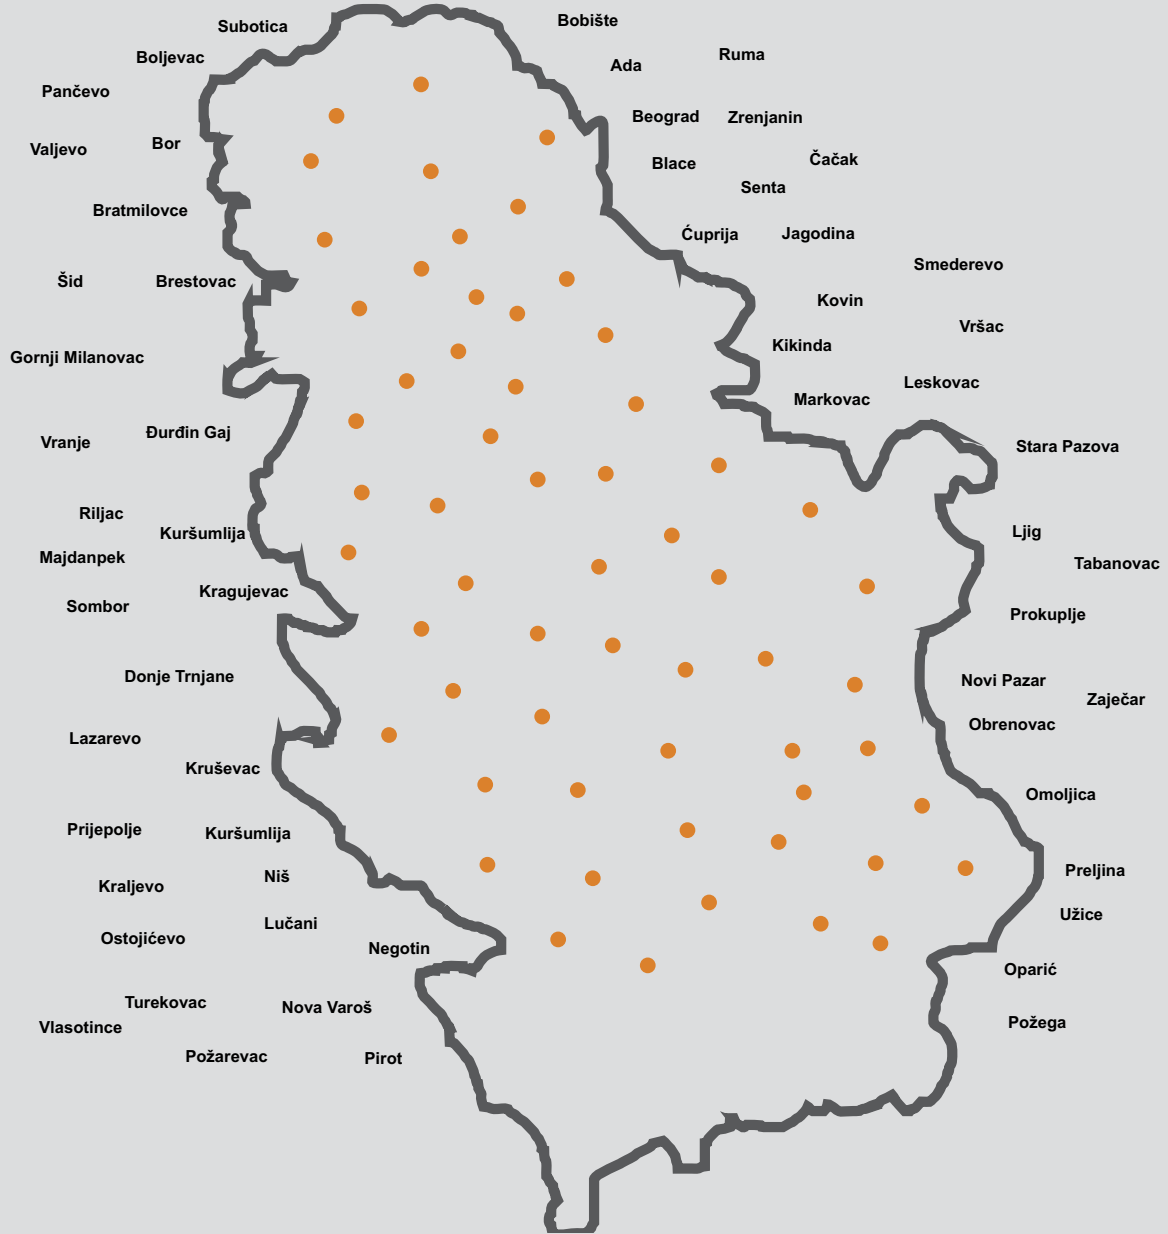 Bobište
Subotica
Ruma
Boljevac
Ada
Pančevo
Beograd
Zrenjanin
Bor
Valjevo
Čačak
Blace
Senta
Bratmilovce
Ćuprija
Jagodina
Smederevo
Šid
Brestovac
Kovin
Vršac
Kikinda
Gornji Milanovac
Leskovac
Markovac
Đurđin Gaj
Vranje
Stara Pazova
Riljac
Ljig
Kuršumlija
Majdanpek
Tabanovac
Kragujevac
Sombor
Prokuplje
Donje Trnjane
Novi Pazar
Zaječar
Obrenovac
Lazarevo
Kruševac
Omoljica
Prijepolje
Kuršumlija
Preljina
Niš
Kraljevo
Užice
Lučani
Ostojićevo
Negotin
Oparić
Turekovac
Nova Varoš
Požega
Vlasotince
Požarevac
Pirot